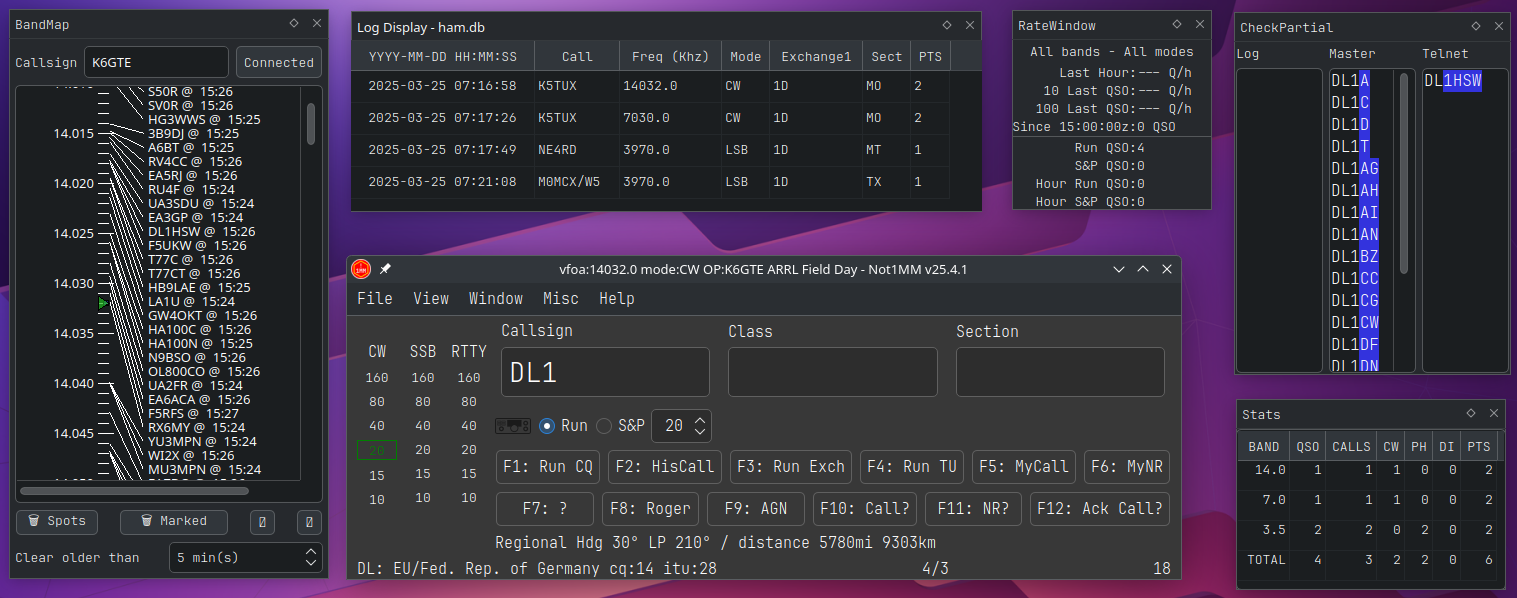 BandMap
Callsign K6GTE Connected
S50R @ 15:26
SV0R @ 15:26
HG3WWS @ 15:25
14.015 3B9DJ @ 15:25
A6BT @ 15:25
RV4CC @ 15:26
EA5RJ @ 15:26
14.020 RU4F @ 15:24
UA3SDU @ 15:24
EA3GP @ 15:24
14.025 DL1HSW @ 15:26
F5UKW @ 15:26
T77C @ 15:26
T77CT @ 15:26
14.030 HB9LAE @ 15:25
LA1U @ 15:24
GW4OKT @ 15:26
14.035 HA100C @ 15:26
HA100N @ 15:25
N9BSO @ 15:26
OL800CO @ 15:26
14.040 UA2FR @ 15:24
EA6ACA @ 15:26
F5RFS @ 15:27
RX6MY @ 15:24
14.045 YU3MPN @ 15:24
WI2X @ 15:26
MU3MPN @ 15:24
Spots Marked
Clear older than 5 min(s)
Log Display - ham.db
YYYY-MM-DD HH:MM:SS Call Freq (Khz) Mode Exchange1 Sect PTS
2025-03-25 07:16:58 K5TUX 14032.0 CW 1D MO 2
2025-03-25 07:17:26 K5TUX 7030.0 CW 1D MO 2
2025-03-25 07:17:49 NE4RD 3970.0 LSB 1D MT 1
2025-03-25 07:21:08 M0MCX/W5 3970.0 LSB 1D TX 1
RateWindow
All bands - All modes
Last Hour:--- Q/h
10 Last QSO:--- Q/h
100 Last QSO:--- Q/h
Since 15:00:00z:0 QSO
Run QSO:4
S&P QSO:0
Hour Run QSO:0
Hour S&P QSO:0
CheckPartial
Log Master Telnet
DL1A DL1HSW
DL1C
DL1D
DL1T
DL1AG
DL1AH
DL1AI
DL1AN
DL1BZ
DL1CC
DL1CG
DL1CW
DL1DF
DL1DN
1MM
vfoa:14032.0 mode:CW OP:K6GTE ARRL Field Day - Not1MM v25.4.1
File View Window Misc Help
CW SSB RTTY
160 160 160
80 80 80
40 40 40
20 20 20
15 15 15
10 10 10
Callsign Class Section
DL1
Run S&P 20
F1: Run CQ F2: HisCall F3: Run Exch F4: Run TU F5: MyCall F6: MyNR
F7: ? F8: Roger F9: AGN F10: Call? F11: NR? F12: Ack Call?
Regional Hdg 30° LP 210° / distance 5780mi 9303km
DL: EU/Fed. Rep. of Germany cq:14 itu:28 4/3 18
Stats
BAND QSO CALLS CW PH DI PTS
14.0 1 1 1 0 0 2
7.0 1 1 1 0 0 2
3.5 2 2 0 2 0 2
TOTAL 4 3 2 2 0 6